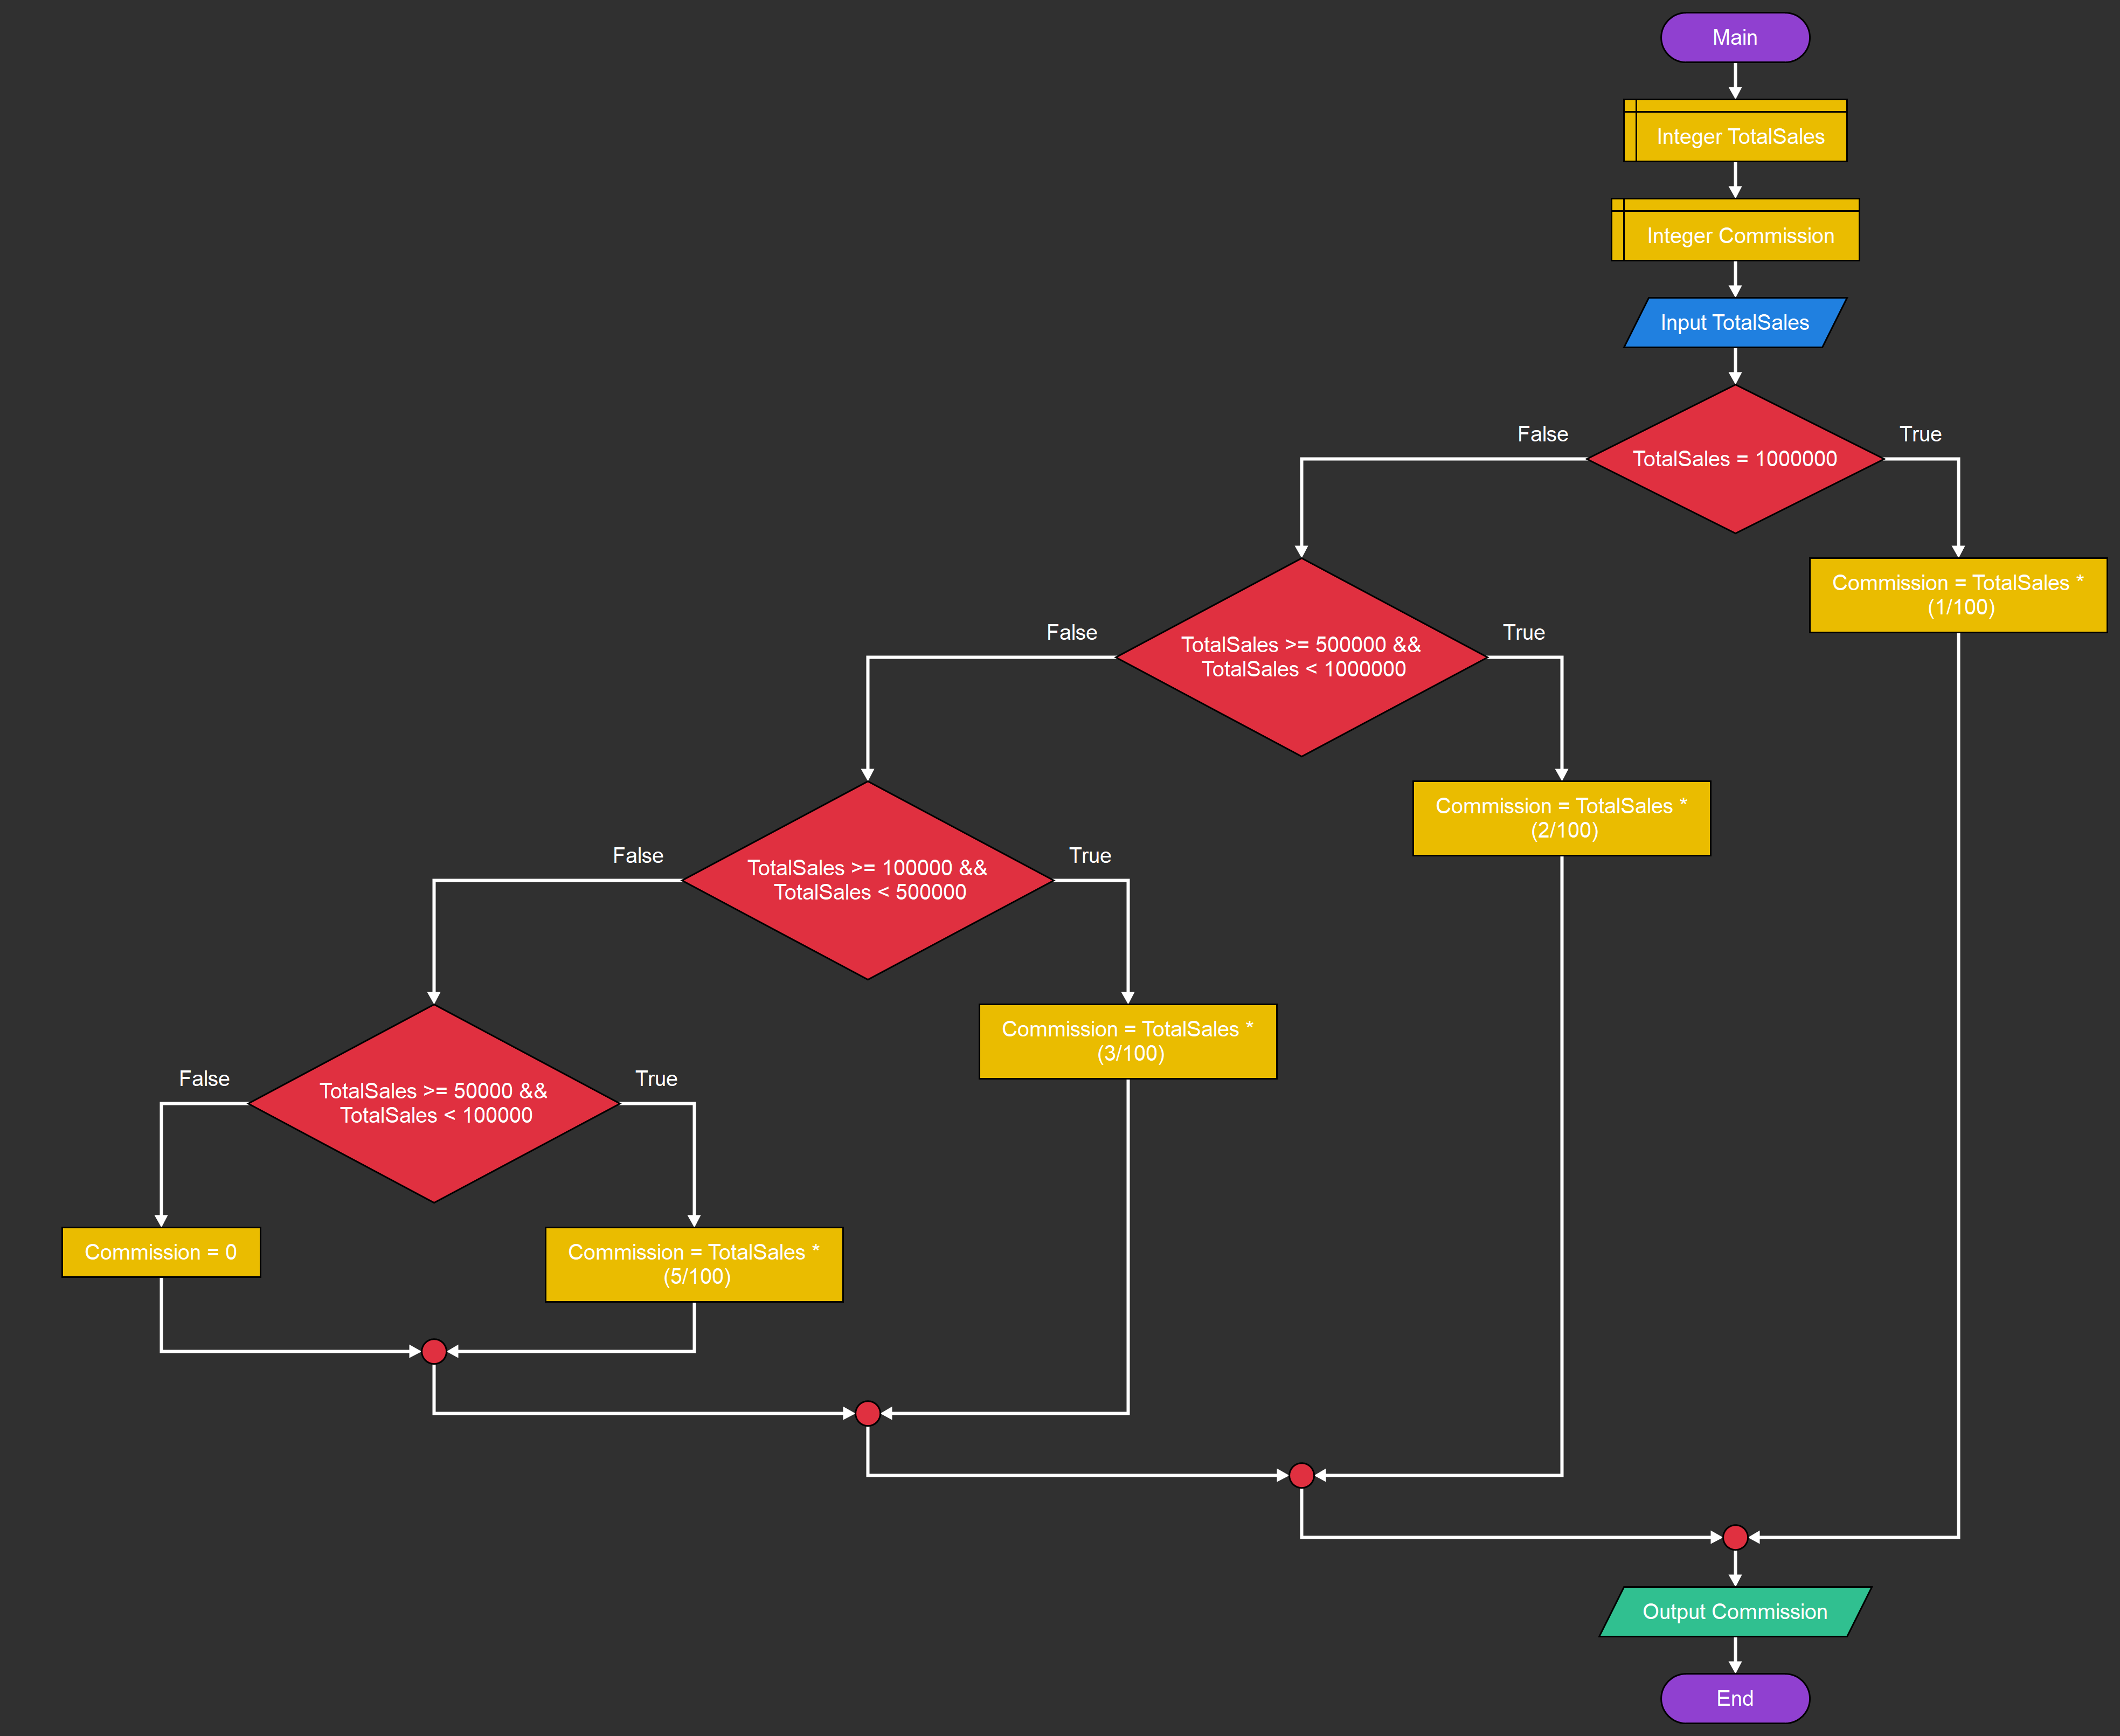 Main
Integer TotalSales
Integer Commission
Input TotalSales
False
True
TotalSales = 1000000
Commission = TotalSales *
(1/100)
False
True
TotalSales >= 500000 &&
TotalSales < 1000000
Commission = TotalSales *
(2/100)
False
True
TotalSales >= 100000 &&
TotalSales < 500000
Commission = TotalSales *
(3/100)
False
True
TotalSales >= 50000 &&
TotalSales < 100000
Commission = 0
Commission = TotalSales *
(5/100)
Output Commission
End